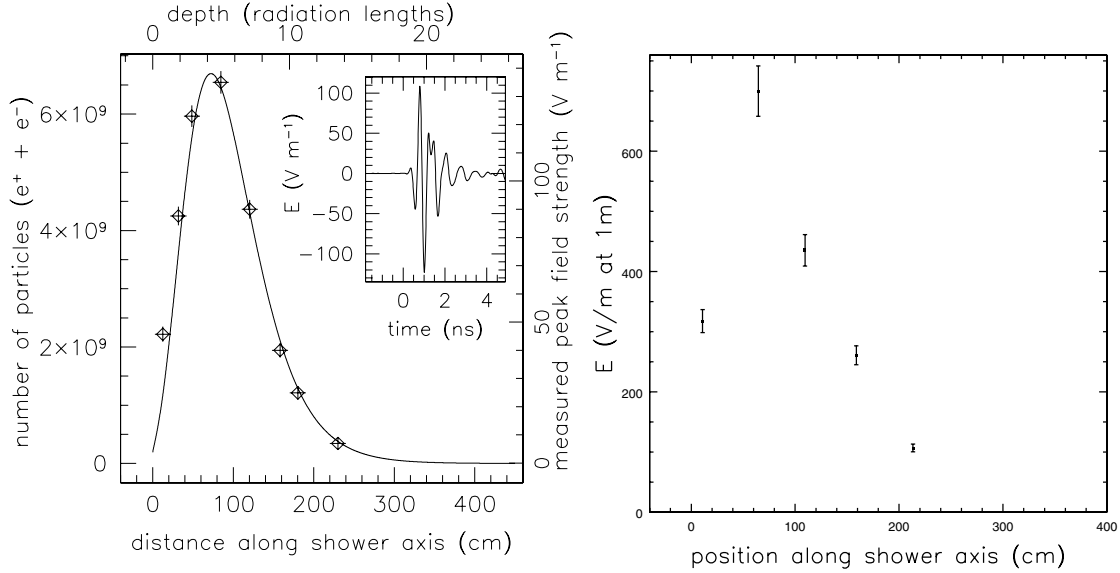 depth (radiation lengths)
0 10 20
number of particles (e⁺ + e⁻)
6×10⁹
4×10⁹
2×10⁹
0
0 100 200 300 400
distance along shower axis (cm)
measured peak field strength (V m⁻¹)
100
50
0
E (V m⁻¹)
100
50
0
−50
−100
0 2 4
time (ns)
E (V/m at 1m)
600
400
200
0
0 100 200 300 400
position along shower axis (cm)